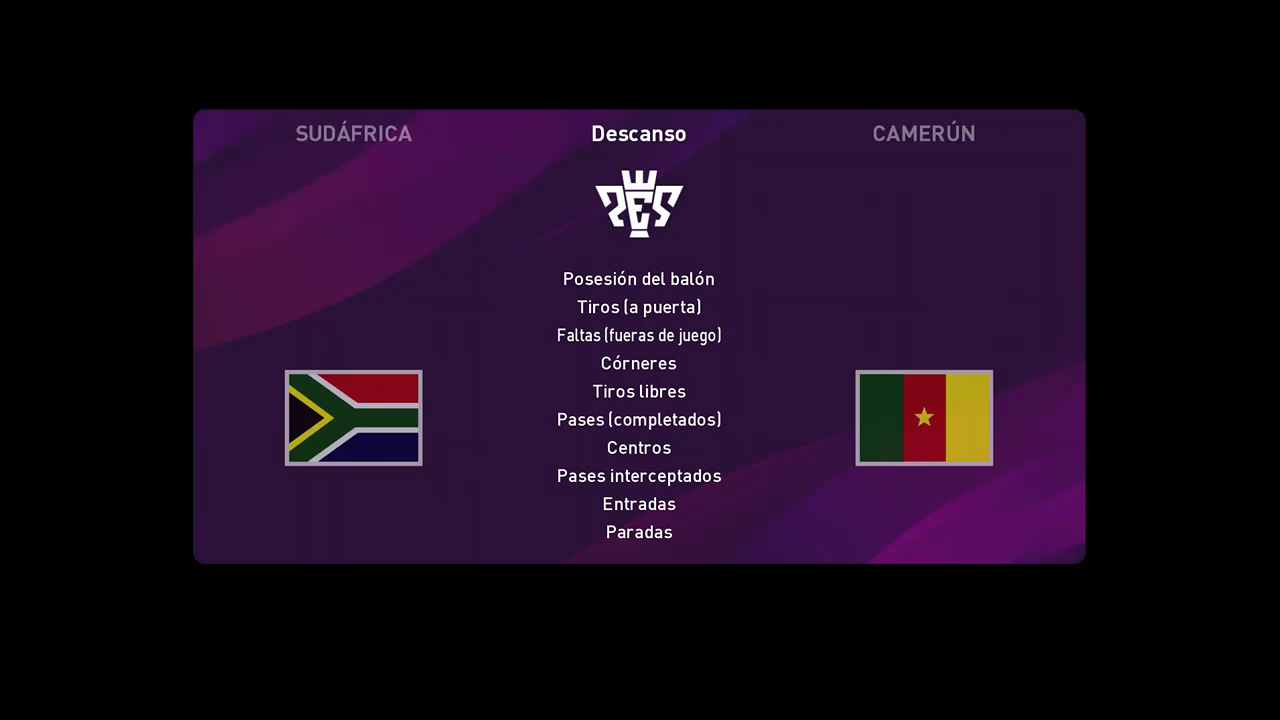 SUDÁFRICA Descanso CAMERÚN
PES
Posesión del balón
Tiros (a puerta)
Faltas (fueras de juego)
Córneres
Tiros libres
Pases (completados)
Centros
Pases interceptados
Entradas
Paradas